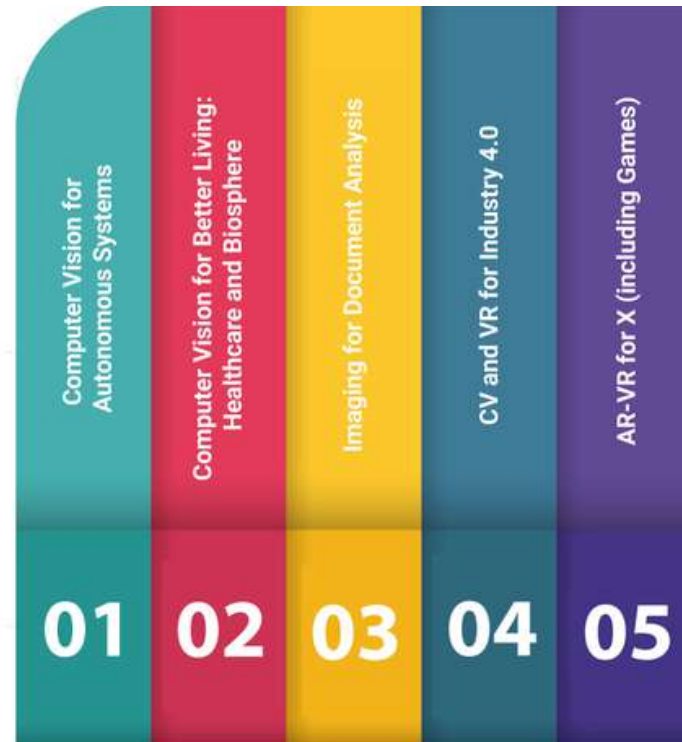 Computer Vision for
Autonomous Systems
01
Computer Vision for Better Living:
Healthcare and Biosphere
02
Imaging for Document Analysis
03
CV and VR for Industry 4.0
04
AR-VR for X (including Games)
05